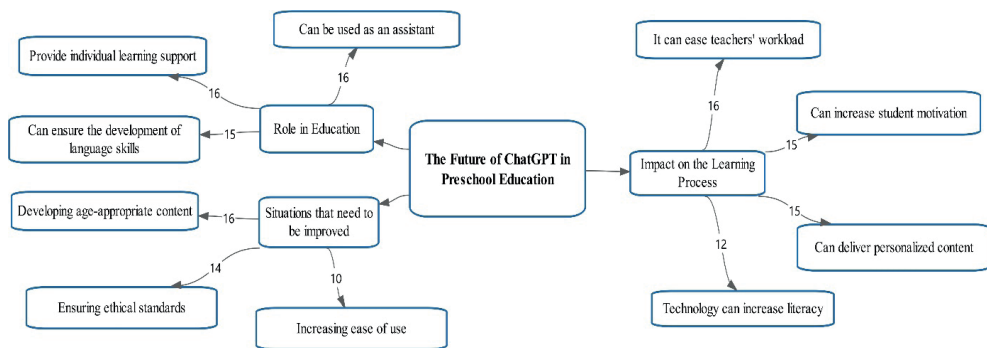 Can be used as an assistant
It can ease teachers' workload
Provide individual learning support
16
16
16
Can increase student motivation
Can ensure the development of
language skills
15
Role in Education
The Future of ChatGPT in
Preschool Education
Impact on the Learning
Process
15
Developing age-appropriate content
16
Situations that need to
be improved
15
12
Can deliver personalized content
14
10
Ensuring ethical standards
Increasing ease of use
Technology can increase literacy